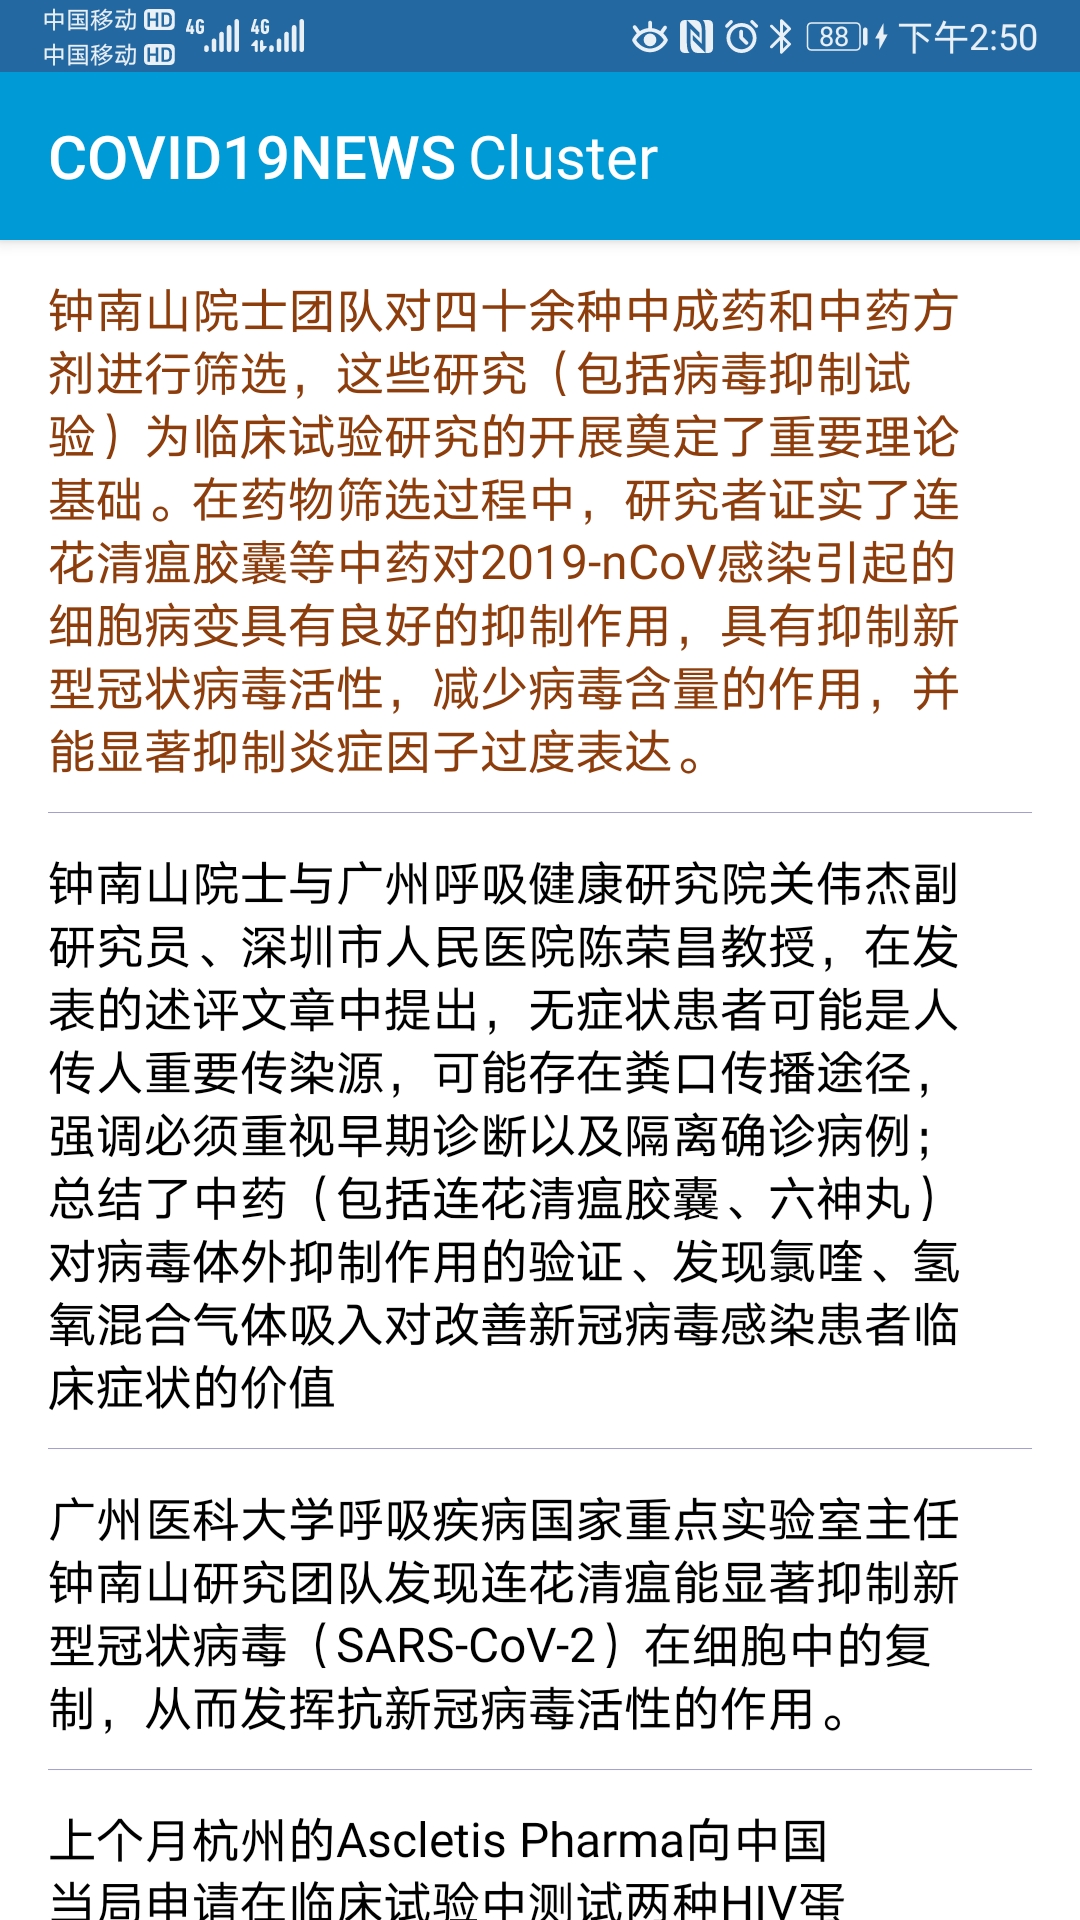 中国移动 HD 4G 4G 88 下午2:50
中国移动 HD
COVID19NEWS Cluster
钟南山院士团队对四十余种中成药和中药方
剂进行筛选，这些研究（包括病毒抑制试
验）为临床试验研究的开展奠定了重要理论
基础。在药物筛选过程中，研究者证实了连
花清瘟胶囊等中药对2019-nCoV感染引起的
细胞病变具有良好的抑制作用，具有抑制新
型冠状病毒活性，减少病毒含量的作用，并
能显著抑制炎症因子过度表达。
钟南山院士与广州呼吸健康研究院关伟杰副
研究员、深圳市人民医院陈荣昌教授，在发
表的述评文章中提出，无症状患者可能是人
传人重要传染源，可能存在粪口传播途径，
强调必须重视早期诊断以及隔离确诊病例；
总结了中药（包括连花清瘟胶囊、六神丸）
对病毒体外抑制作用的验证、发现氯喹、氢
氧混合气体吸入对改善新冠病毒感染患者临
床症状的价值
广州医科大学呼吸疾病国家重点实验室主任
钟南山研究团队发现连花清瘟能显著抑制新
型冠状病毒（SARS-CoV-2）在细胞中的复
制，从而发挥抗新冠病毒活性的作用。
上个月杭州的Ascletis Pharma向中国
当局申请在临床试验中测试两种HIV蛋